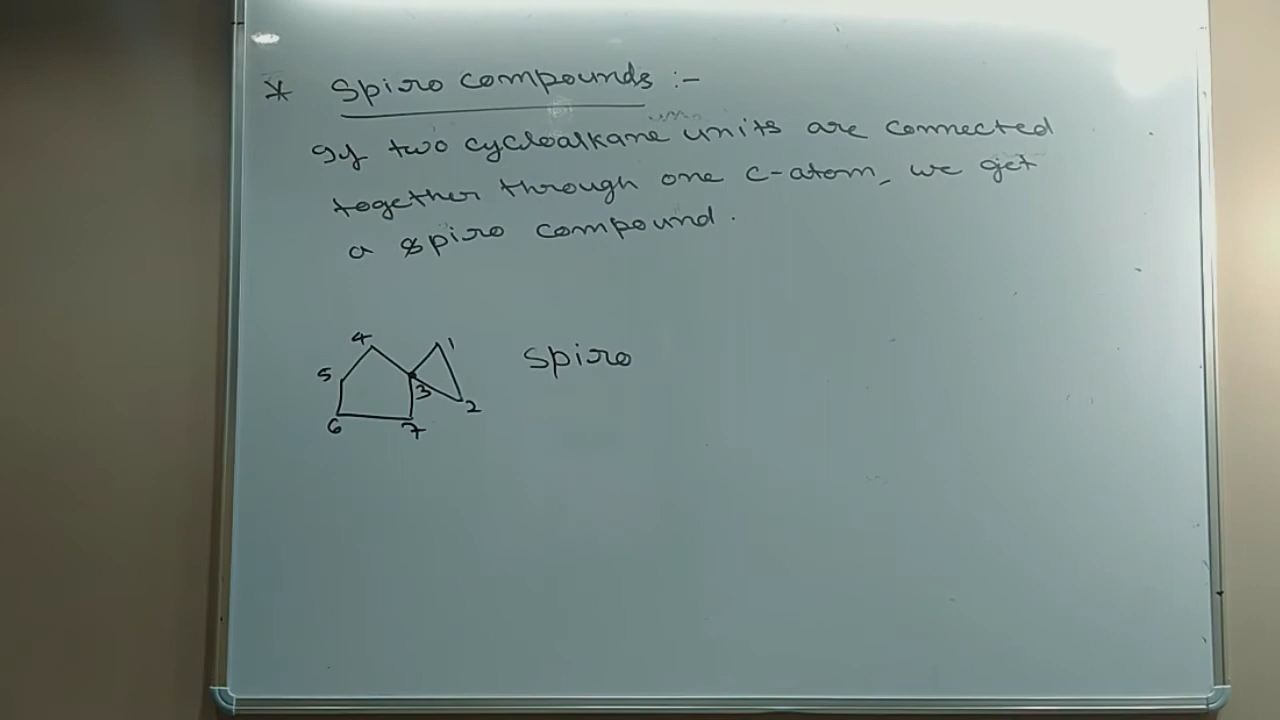 * Spiro compounds :-
If two cycloalkane units are connected
together through one c-atom, we get
a spiro compound.
4 1
5 3 2
6 7
Spiro